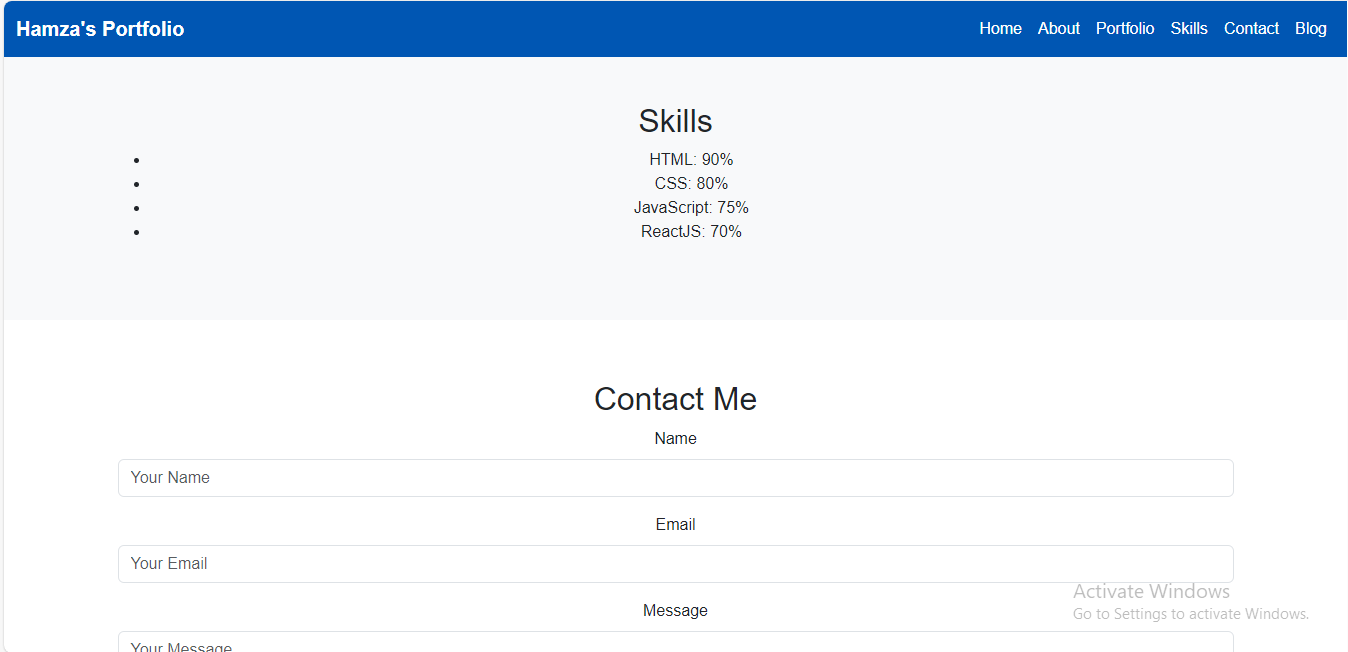 Hamza's Portfolio
Home About Portfolio Skills Contact Blog
Skills
• HTML: 90%
• CSS: 80%
• JavaScript: 75%
• ReactJS: 70%
Contact Me
Name
Your Name
Email
Your Email
Message
Your Message
Activate Windows
Go to Settings to activate Windows.